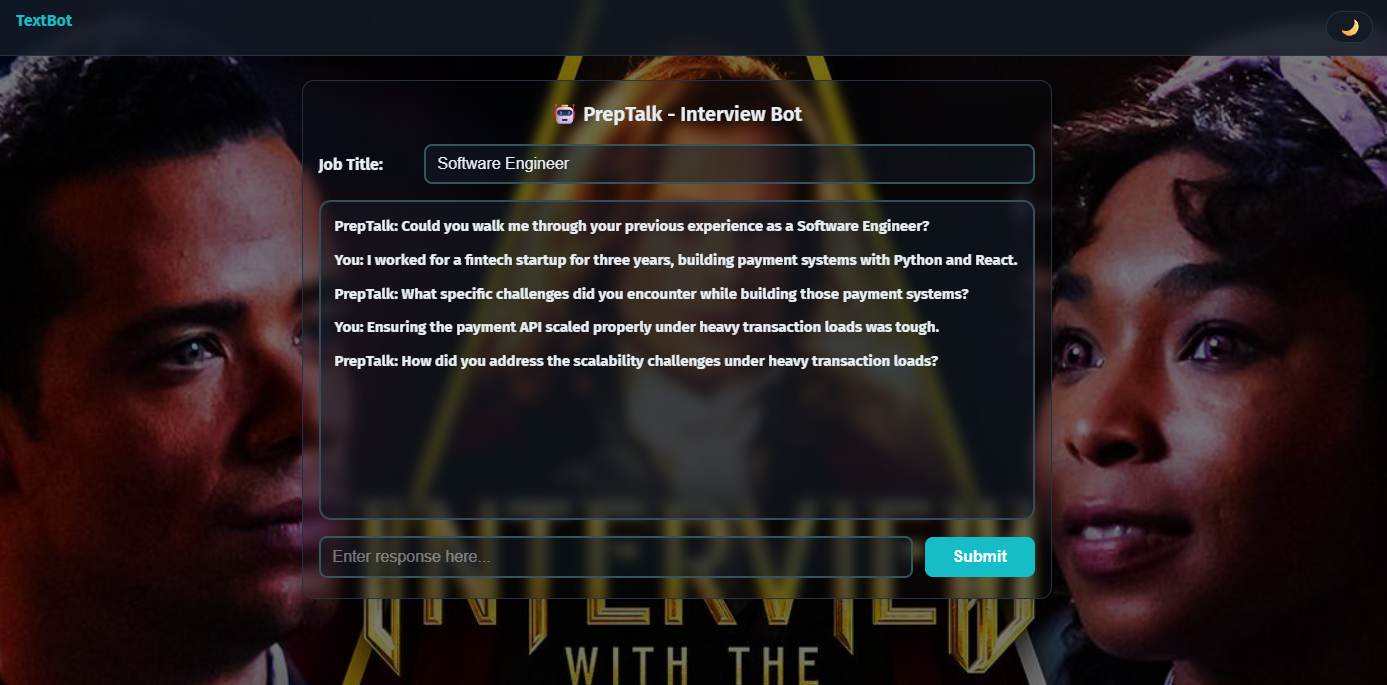 TextBot
PrepTalk - Interview Bot
Job Title:
Software Engineer
PrepTalk: Could you walk me through your previous experience as a Software Engineer?
You: I worked for a fintech startup for three years, building payment systems with Python and React.
PrepTalk: What specific challenges did you encounter while building those payment systems?
You: Ensuring the payment API scaled properly under heavy transaction loads was tough.
PrepTalk: How did you address the scalability challenges under heavy transaction loads?
Enter response here...
Submit
INTERVIEW
INTERVIEW
WITH THE